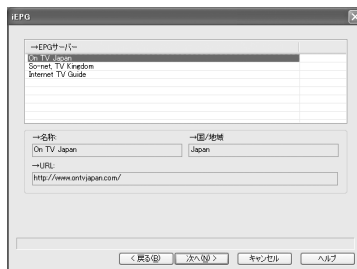 iEPG
→EPGサーバー
On TV Japan
So-net, TV Kingdom
Internet TV Guide
→名称:
→国/地域
On TV Japan
Japan
→URL:
http://www.ontvjapan.com/
< 戻る(B)
次へ(N) >
キャンセル
ヘルプ